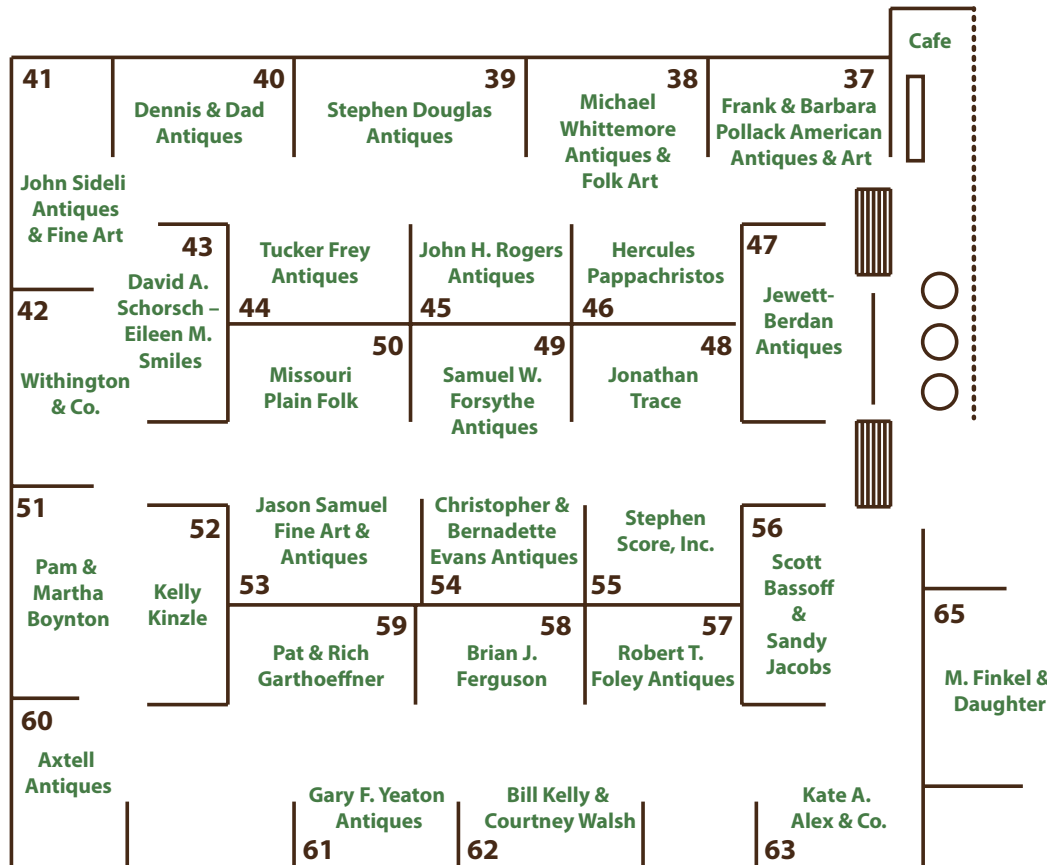 Cafe
41
John Sideli
Antiques
& Fine Art
40
Dennis & Dad
Antiques
39
Stephen Douglas
Antiques
38
Michael
Whittemore
Antiques &
Folk Art
37
Frank & Barbara
Pollack American
Antiques & Art
42
Withington
& Co.
43
David A.
Schorsch –
Eileen M.
Smiles
Tucker Frey
Antiques
44
John H. Rogers
Antiques
45
Hercules
Pappachristos
46
47
Jewett-
Berdan
Antiques
50
Missouri
Plain Folk
49
Samuel W.
Forsythe
Antiques
48
Jonathan
Trace
51
Pam &
Martha
Boynton
52
Kelly
Kinzle
Jason Samuel
Fine Art &
Antiques
53
Christopher &
Bernadette
Evans Antiques
54
Stephen
Score, Inc.
55
56
Scott
Bassoff
&
Sandy
Jacobs
59
Pat & Rich
Garthoeffner
58
Brian J.
Ferguson
57
Robert T.
Foley Antiques
65
M. Finkel &
Daughter
60
Axtell
Antiques
Gary F. Yeaton
Antiques
61
Bill Kelly &
Courtney Walsh
62
Kate A.
Alex & Co.
63